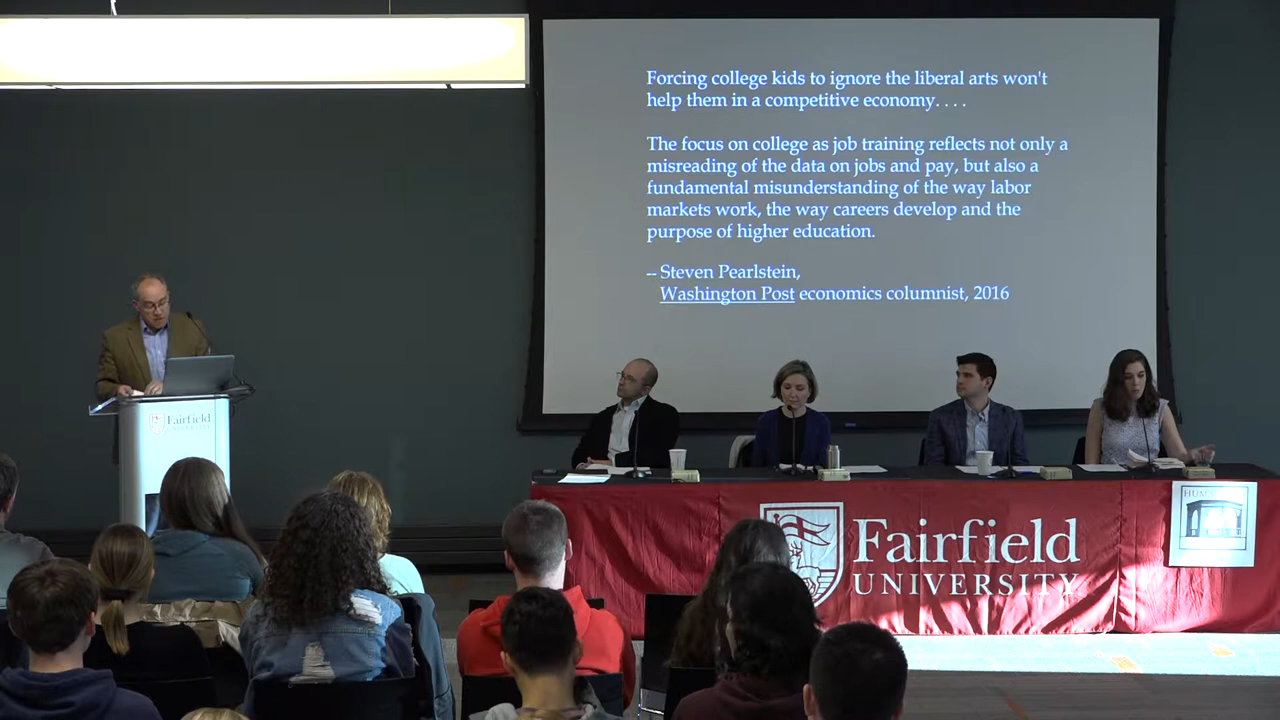 Forcing college kids to ignore the liberal arts won't
help them in a competitive economy. . . .
The focus on college as job training reflects not only a
misreading of the data on jobs and pay, but also a
fundamental misunderstanding of the way labor
markets work, the way careers develop and the
purpose of higher education.
-- Steven Pearlstein,
Washington Post economics columnist, 2016
Fairfield
UNIVERSITY
Fairfield
UNIVERSITY